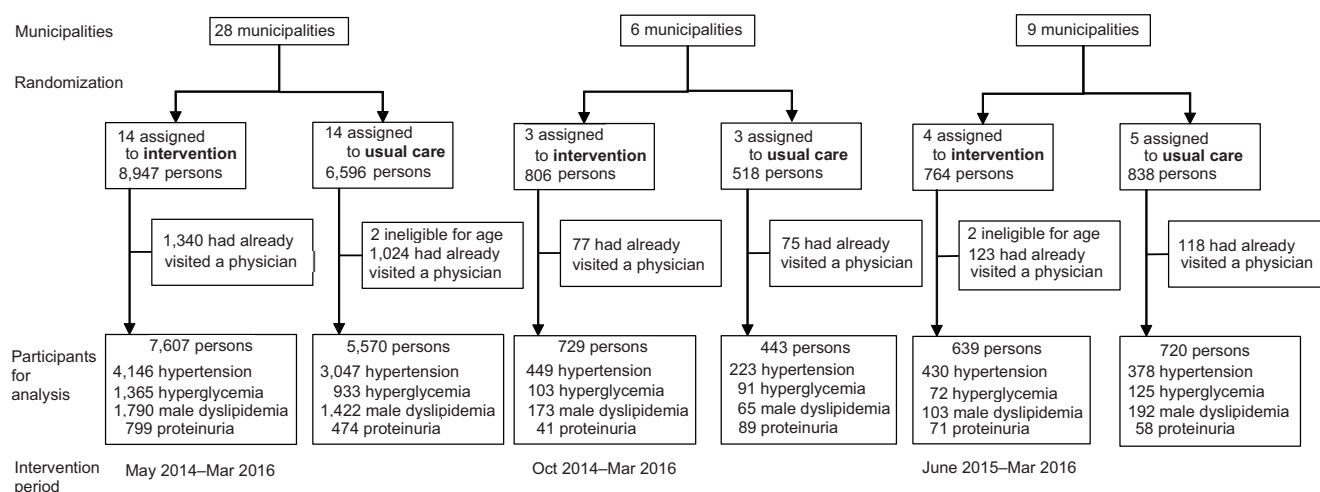 Municipalities
28 municipalities
6 municipalities
9 municipalities
Randomization
14 assigned
to intervention
8,947 persons
14 assigned
to usual care
6,596 persons
3 assigned
to intervention
806 persons
3 assigned
to usual care
518 persons
4 assigned
to intervention
764 persons
5 assigned
to usual care
838 persons
1,340 had already
visited a physician
2 ineligible for age
1,024 had already
visited a physician
77 had already
visited a physician
75 had already
visited a physician
2 ineligible for age
123 had already
visited a physician
118 had already
visited a physician
Participants
for
analysis
7,607 persons
4,146 hypertension
1,365 hyperglycemia
1,790 male dyslipidemia
799 proteinuria
5,570 persons
3,047 hypertension
933 hyperglycemia
1,422 male dyslipidemia
474 proteinuria
729 persons
449 hypertension
103 hyperglycemia
173 male dyslipidemia
41 proteinuria
443 persons
223 hypertension
91 hyperglycemia
65 male dyslipidemia
89 proteinuria
639 persons
430 hypertension
72 hyperglycemia
103 male dyslipidemia
71 proteinuria
720 persons
378 hypertension
125 hyperglycemia
192 male dyslipidemia
58 proteinuria
Intervention
period
May 2014–Mar 2016
Oct 2014–Mar 2016
June 2015–Mar 2016